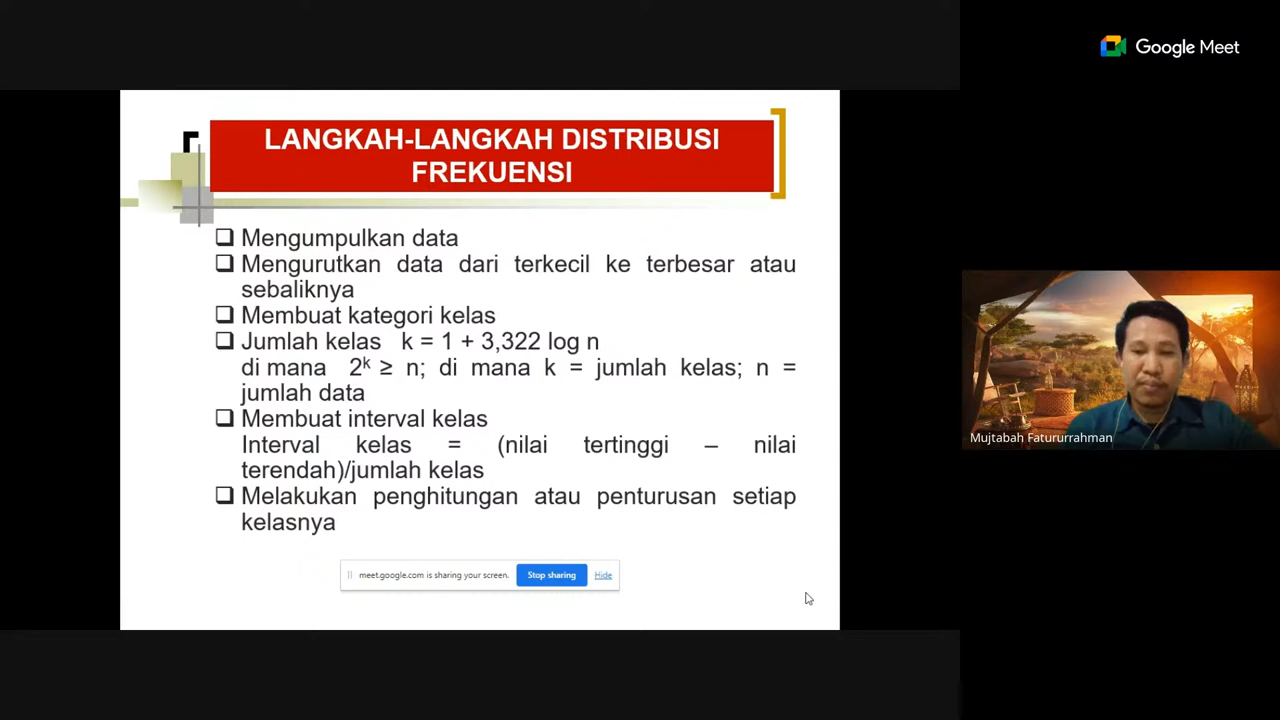 Google Meet
LANGKAH-LANGKAH DISTRIBUSI
FREKUENSI
Mengumpulkan data
Mengurutkan data dari terkecil ke terbesar atau
sebaliknya
Membuat kategori kelas
Jumlah kelas k = 1 + 3,322 log n
di mana 2ᵏ ≥ n; di mana k = jumlah kelas; n =
jumlah data
Membuat interval kelas
Interval kelas = (nilai tertinggi – nilai
terendah)/jumlah kelas
Melakukan penghitungan atau penturusan setiap
kelasnya
meet.google.com is sharing your screen. Stop sharing Hide
Mujtabah Fatururrahman